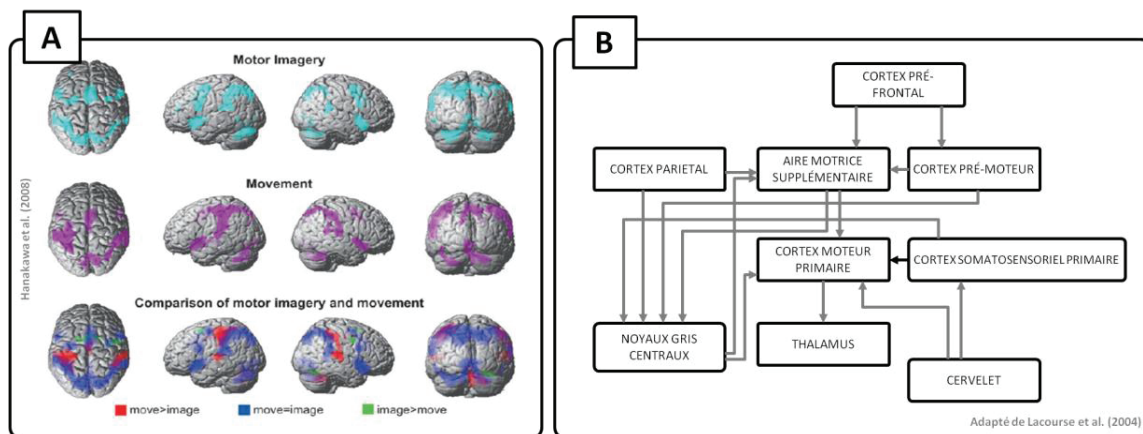 A
Motor Imagery
Movement
Comparison of motor imagery and movement
move>image
move=image
image>move
Hanakawa et al. (2008)
B
CORTEX PRÉ-
FRONTAL
CORTEX PARIETAL
AIRE MOTRICE
SUPPLÉMENTAIRE
CORTEX PRÉ-MOTEUR
CORTEX MOTEUR
PRIMAIRE
CORTEX SOMATOSENSORIEL PRIMAIRE
NOYAUX GRIS
CENTRAUX
THALAMUS
CERVELET
Adapté de Lacourse et al. (2004)